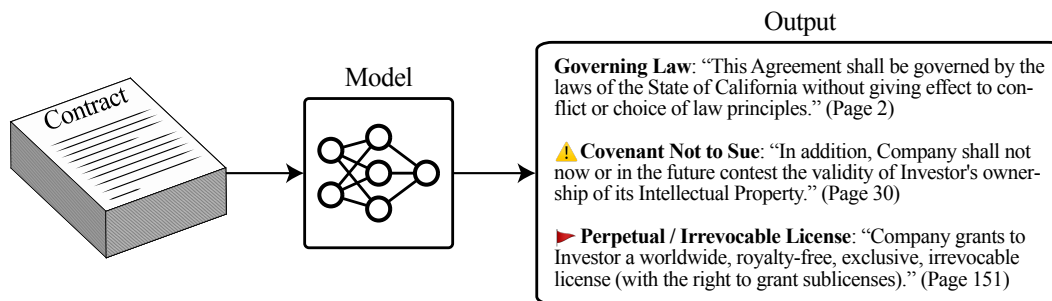 Output
Model
Contract
Governing Law: “This Agreement shall be governed by the
laws of the State of California without giving effect to con-
flict or choice of law principles.” (Page 2)
Covenant Not to Sue: “In addition, Company shall not
now or in the future contest the validity of Investor's owner-
ship of its Intellectual Property.” (Page 30)
Perpetual / Irrevocable License: “Company grants to
Investor a worldwide, royalty-free, exclusive, irrevocable
license (with the right to grant sublicenses).” (Page 151)